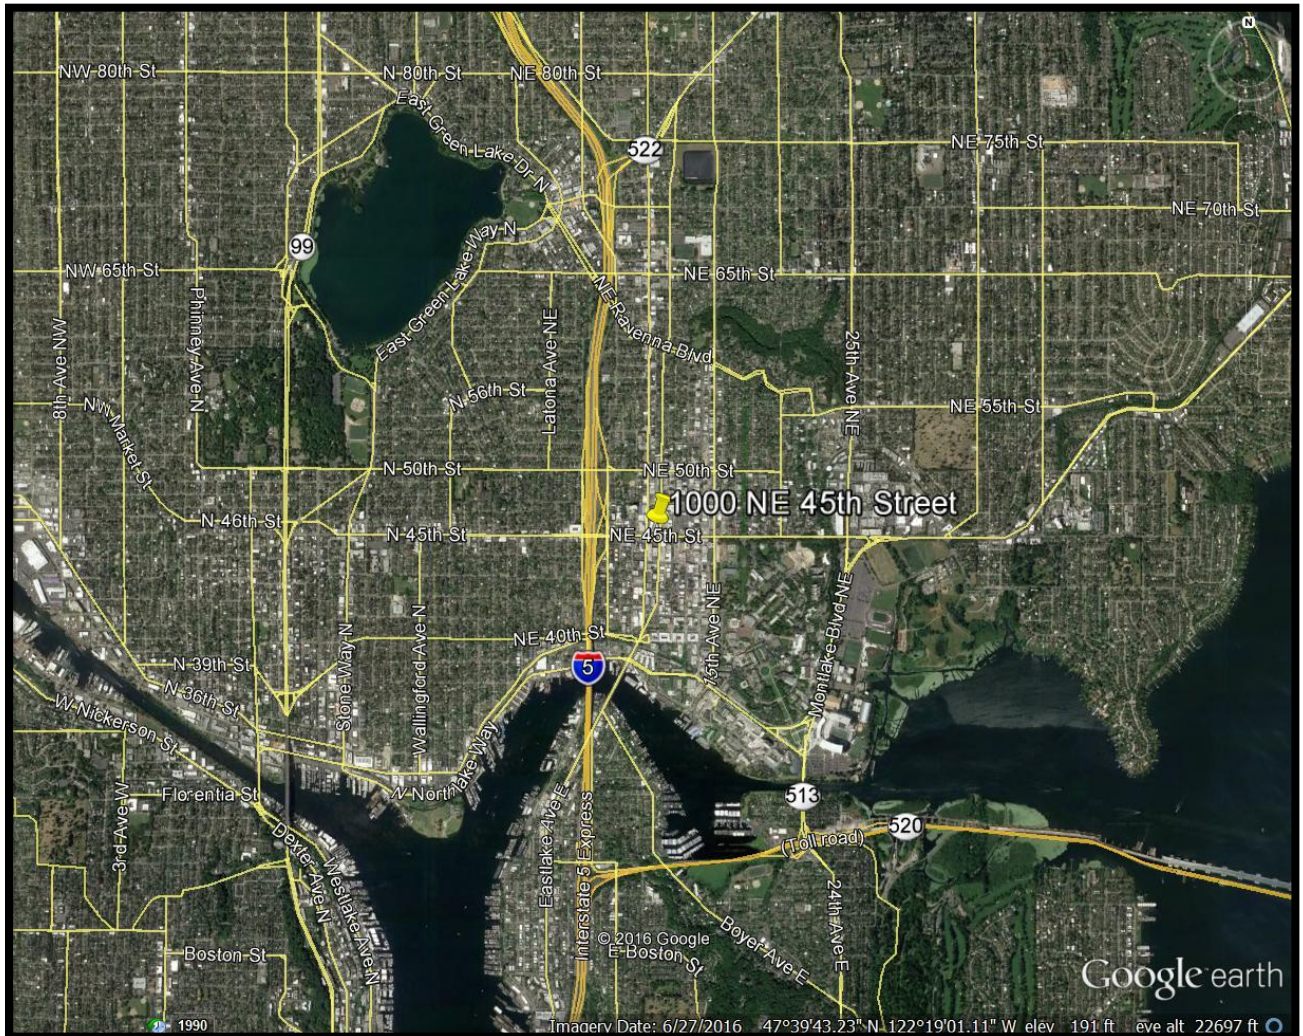 N
NW 80th St
N 80th St
NE 80th St
East Green Lake Dr N
522
NE 75th St
NE 70th St
99
East Green Lake Way N
NW 65th St
NE 65th St
Phinney Ave N
8th Ave NW
Latona Ave NE
NE Ravenna Blvd
25th Ave NE
N 56th St
NE 55th St
NW Market St
N 50th St
NE 50th St
1000 NE 45th Street
N 46th St
N 45th St
NE 45th St
Stone Way N
Wallingford Ave N
NE 40th St
15th Ave NE
Montlake Blvd NE
5
N 39th St
N 36th St
W Nickerson St
N Northlake Way
3rd Ave W
Florentia St
Eastlake Ave E
Interstate 5 Express
513
520
(Toll road)
Dexter Ave N
Westlake Ave N
24th Ave E
Boyer Ave E
© 2016 Google
E Boston St
Boston St
Google earth
1990
Imagery Date: 6/27/2016 47°39'43.23" N 122°19'01.11" W elev 191 ft eye alt 22697 ft